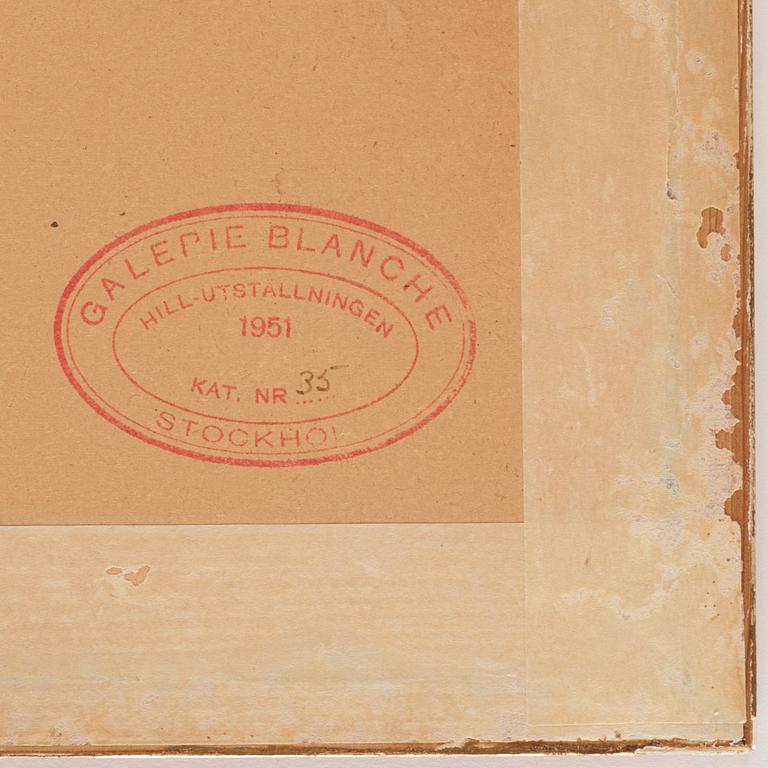 GALERIE BLANCHE
HILL-UTSTÄLLNINGEN
1951
KAT. NR 35
STOCKHOL